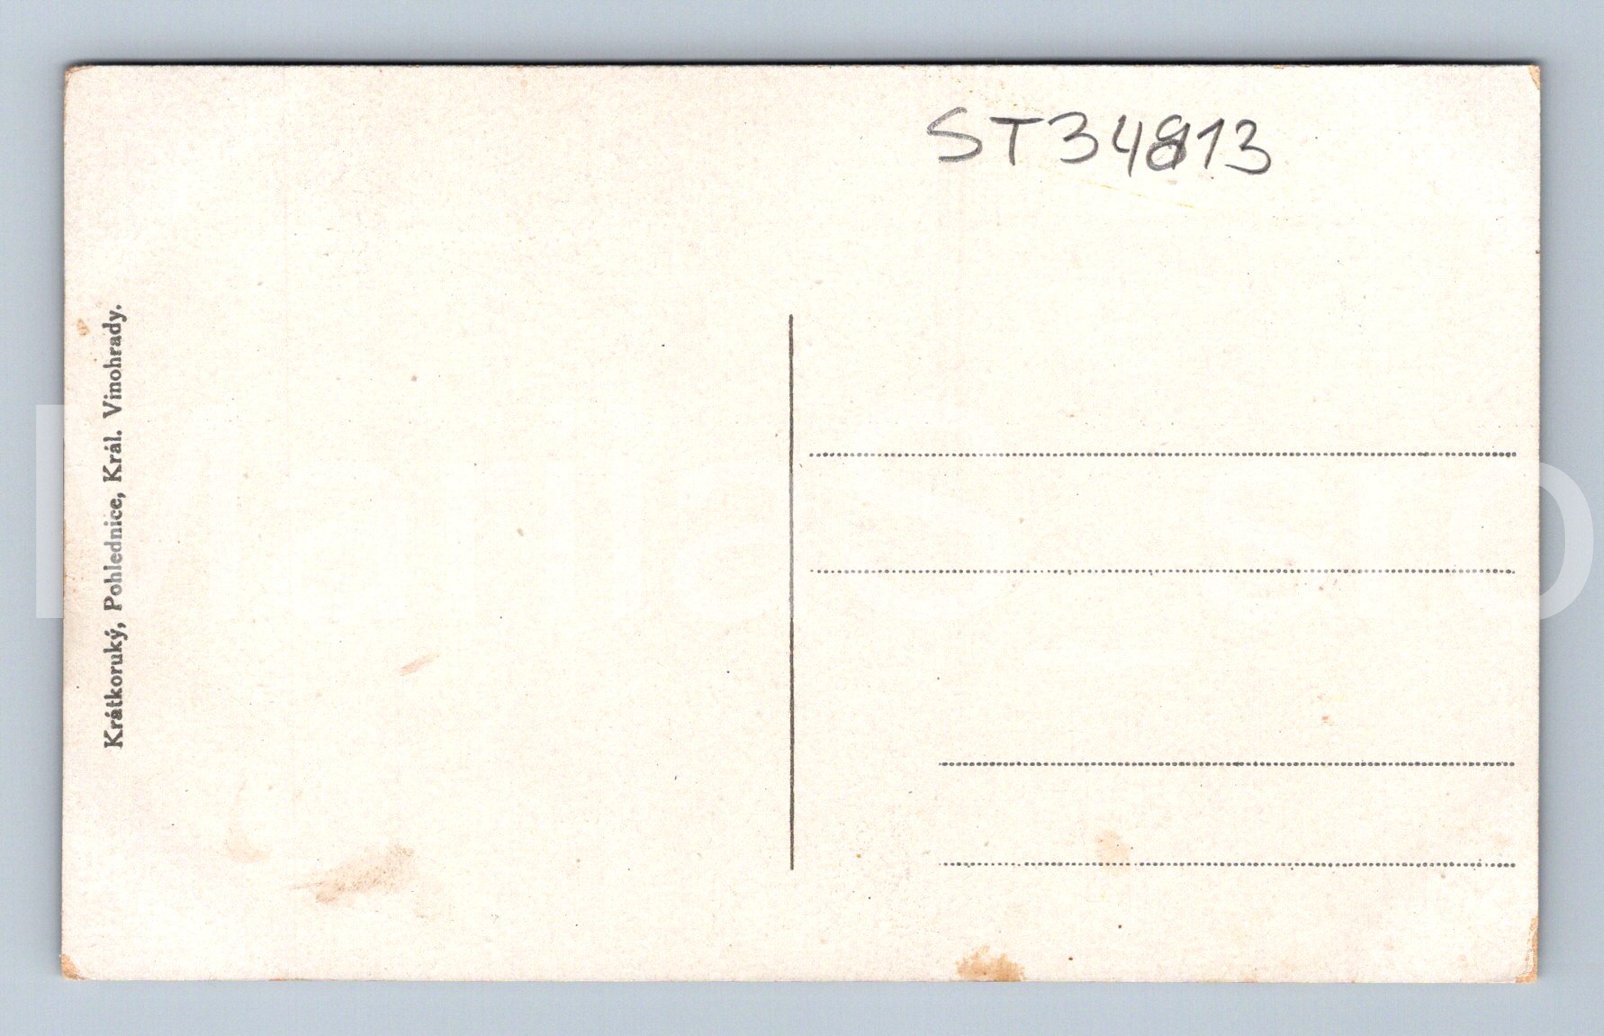 ST34813
Krátkoruký, Pohlednice, Král. Vinohrady.